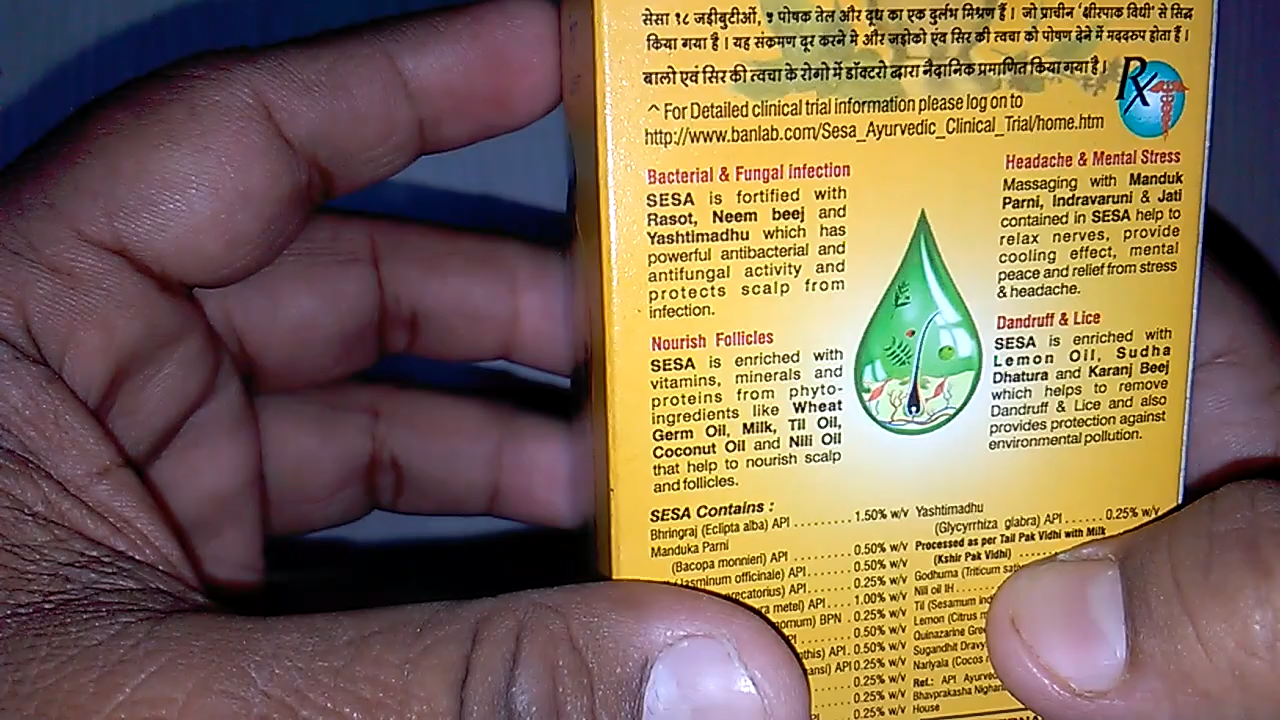 सेसा १८ जड़ीबुटीओं, ५ पोषक तेल और दूध का एक दुर्लभ मिश्रण हैं। जो प्राचीन 'क्षीरपाक विधी' से सिद्ध
किया गया है। यह संक्रमण दूर करने मे और जड़ोको एंव सिर की त्वचा को पोषण देने में मददरुप होता हैं।
बालो एवं सिर की त्वचा के रोगो में डॉक्टरो द्वारा नैदानिक प्रमाणित किया गया है।
Rx
^ For Detailed clinical trial information please log on to
http://www.banlab.com/Sesa_Ayurvedic_Clinical_Trial/home.htm
Bacterial & Fungal Infection
SESA is fortified with
Rasot, Neem beej and
Yashtimadhu which has
powerful antibacterial and
antifungal activity and
protects scalp from
infection.
Nourish Follicles
SESA is enriched with
vitamins, minerals and
proteins from phyto-
ingredients like Wheat
Germ Oil, Milk, Til Oil,
Coconut Oil and Nili Oil
that help to nourish scalp
and follicles.
Headache & Mental Stress
Massaging with Manduk
Parni, Indravaruni & Jati
contained in SESA help to
relax nerves, provide
cooling effect, mental
peace and relief from stress
& headache.
Dandruff & Lice
SESA is enriched with
Lemon Oil, Sudha
Dhatura and Karanj Beej
which helps to remove
Dandruff & Lice and also
provides protection against
environmental pollution.
SESA Contains :
Bhringraj (Eclipta alba) API ......... 1.50% w/v
Manduka Parni
(Bacopa monnieri) API ......... 0.50% w/v
Jasminum officinale) API ...... 0.50% w/v
recatorius) API ..... 0.25% w/v
metel) API .... 1.00% w/v
omum) BPN . 0.25% w/v
0.50% w/v
this) API . 0.50% w/v
ansi) API 0.25% w/v
0.25% w/v
0.25% w/v
0.25% w/v
Yashtimadhu
(Glycyrrhiza glabra) API ...... 0.25% w/v
Processed as per Tail Pak Vidhi with Milk
(Kshir Pak Vidhi)
Godhuma (Triticum sat
Nili oil IH
Til (Sesamum ind
Lemon (Citrus m
Quinazarine Gre
Sugandhit Dravy
Nariyala (Cocos
Ref.: API Ayurved
Bhavprakasha Nighan
House